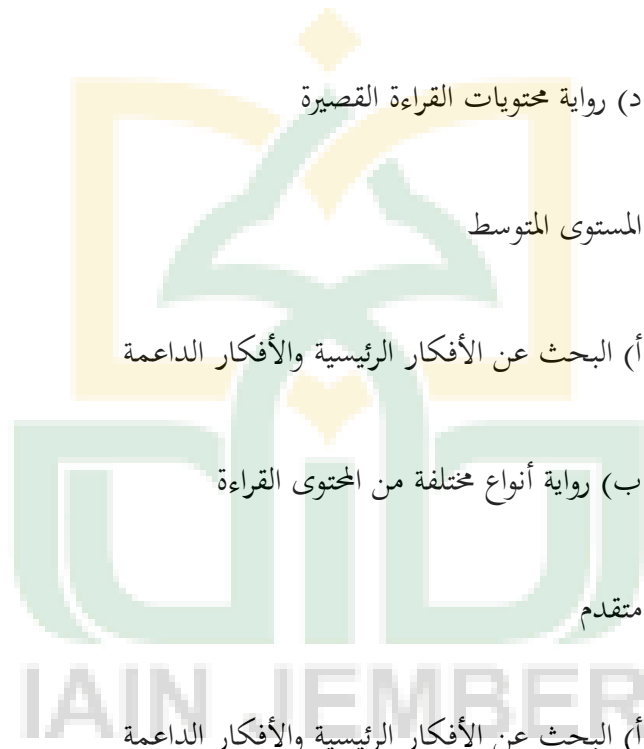 د) رواية محتويات القراءة القصيرة
المستوى المتوسط
أ) البحث عن الأفكار الرئيسية والأفكار الداعمة
ب) رواية أنواع مختلفة من المحتوى القراءة
متقدم
أ) البحث عن الأفكار الرئيسية والأفكار الداعمة
IAIN JEMBER